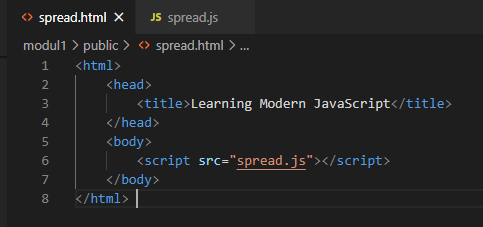 <> spread.html JS spread.js
modul1 > public > <> spread.html > ...
1 <html>
2     <head>
3         <title>Learning Modern JavaScript</title>
4     </head>
5     <body>
6         <script src="spread.js"></script>
7     </body>
8 </html>